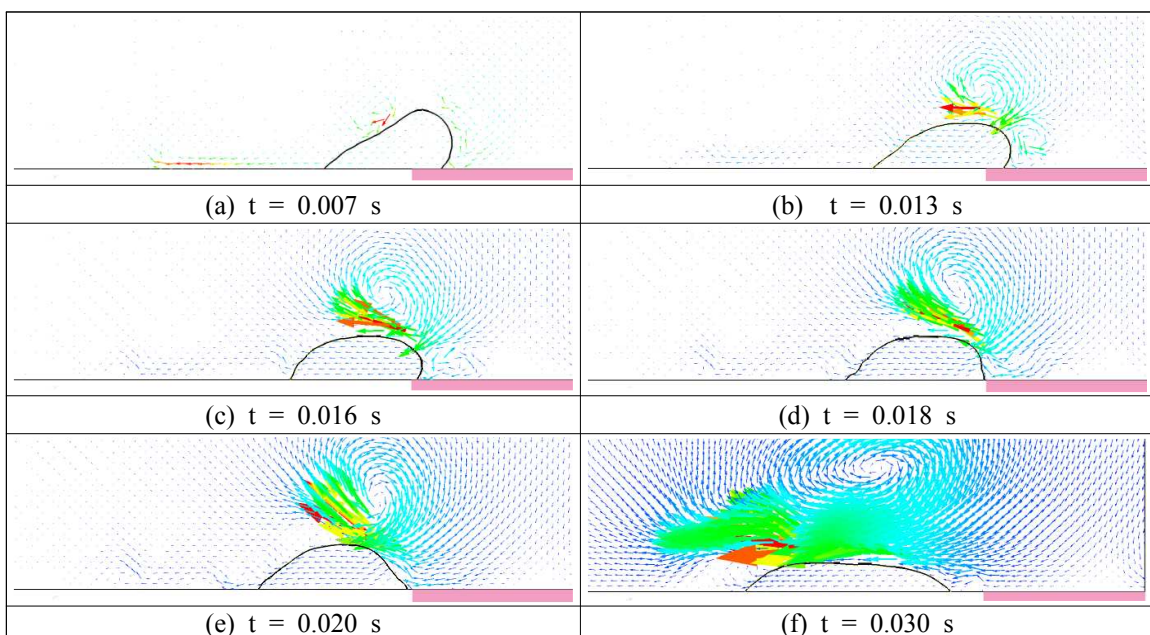 (a) t = 0.007 s
(b) t = 0.013 s
(c) t = 0.016 s
(d) t = 0.018 s
(e) t = 0.020 s
(f) t = 0.030 s